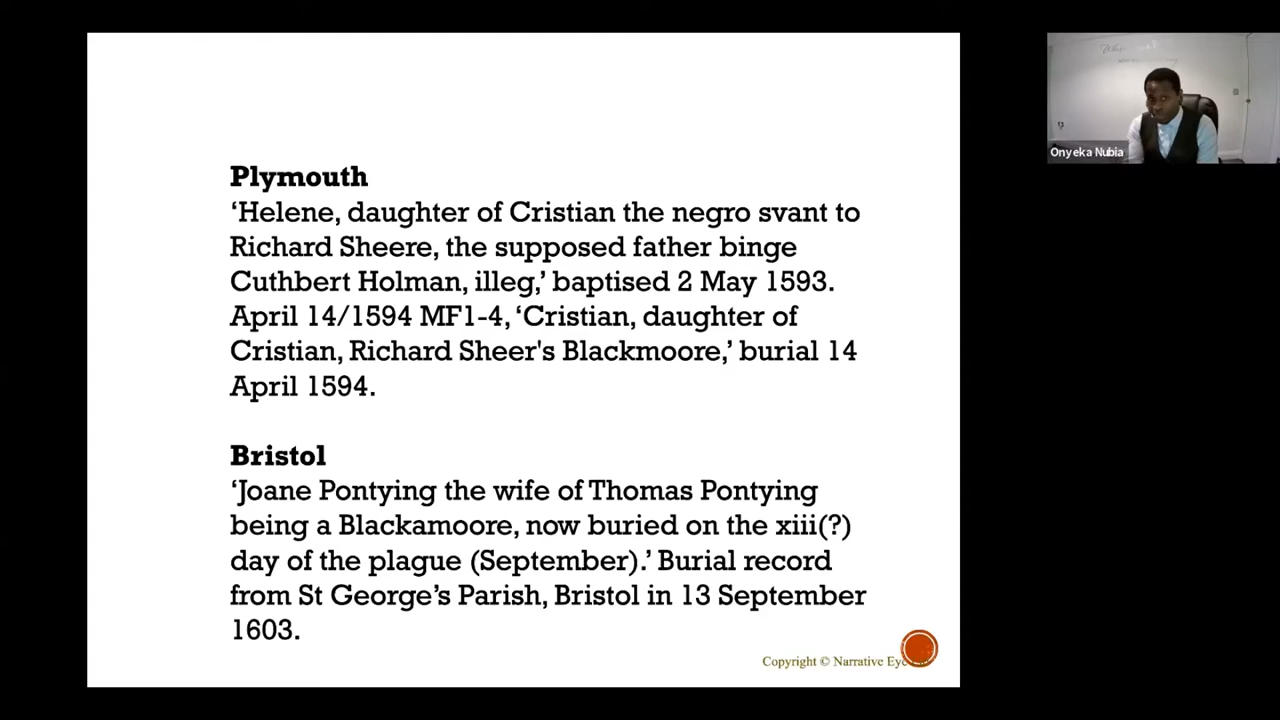 Plymouth
‘Helene, daughter of Cristian the negro svant to
Richard Sheere, the supposed father binge
Cuthbert Holman, illeg,’ baptised 2 May 1593.
April 14/1594 MF1-4, ‘Cristian, daughter of
Cristian, Richard Sheer's Blackmoore,’ burial 14
April 1594.
Bristol
‘Joane Pontying the wife of Thomas Pontying
being a Blackamoore, now buried on the xiii(?)
day of the plague (September).’ Burial record
from St George’s Parish, Bristol in 13 September
1603.
Copyright © Narrative
Onyeka Nubia